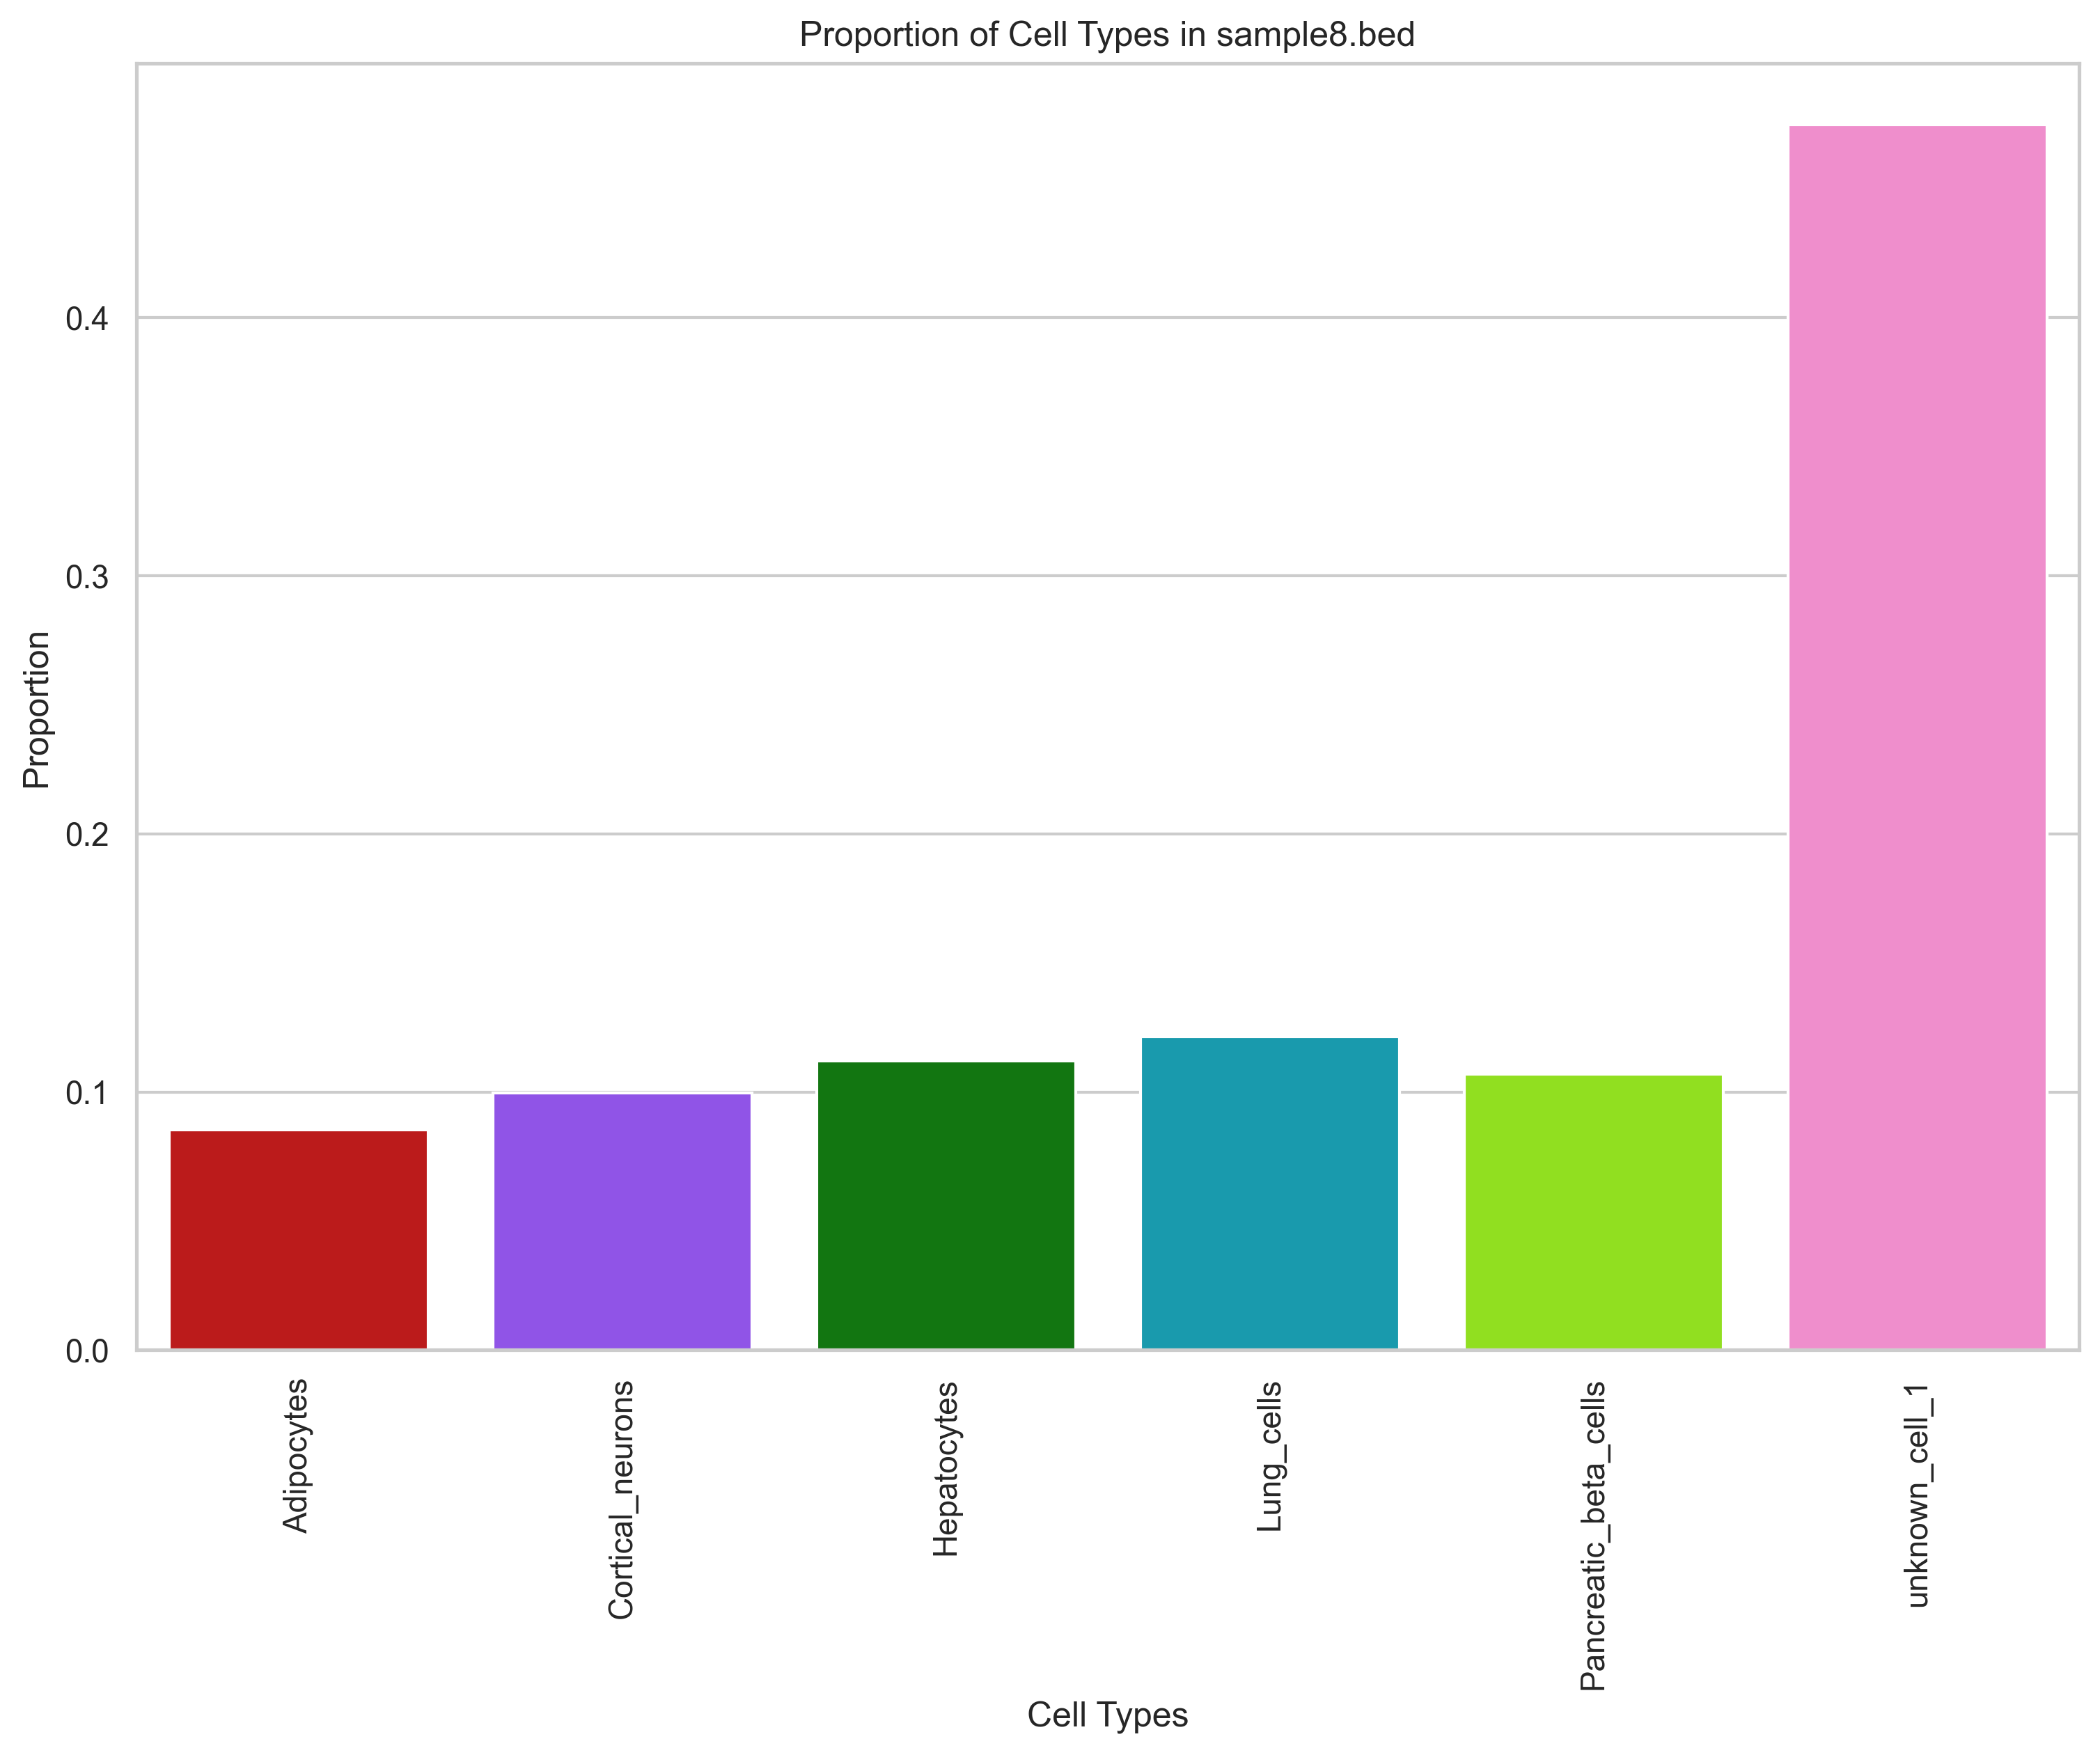 Proportion of Cell Types in sample8.bed
Proportion
0.4
0.3
0.2
0.1
0.0
Adipocytes
Cortical_neurons
Hepatocytes
Lung_cells
Pancreatic_beta_cells
unknown_cell_1
Cell Types